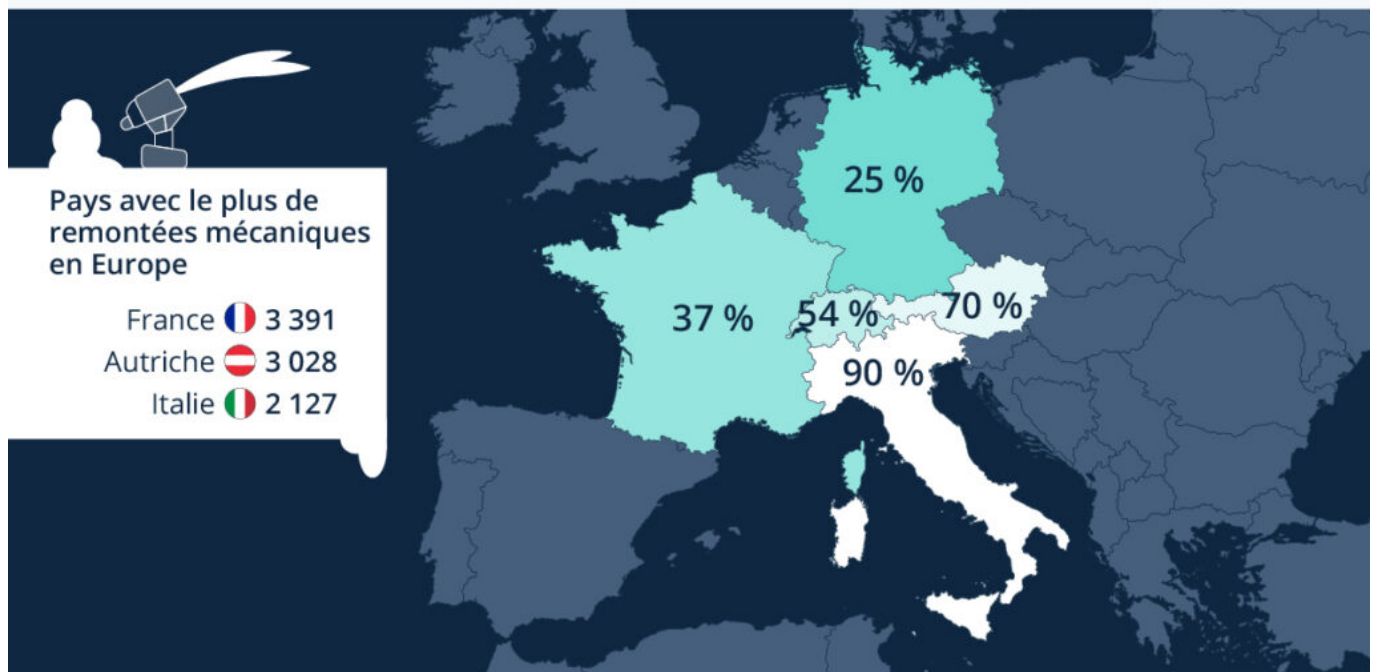 Pays avec le plus de
remontées mécaniques
en Europe
France 3 391
Autriche 3 028
Italie 2 127
25 %
37 %
54 %
70 %
90 %